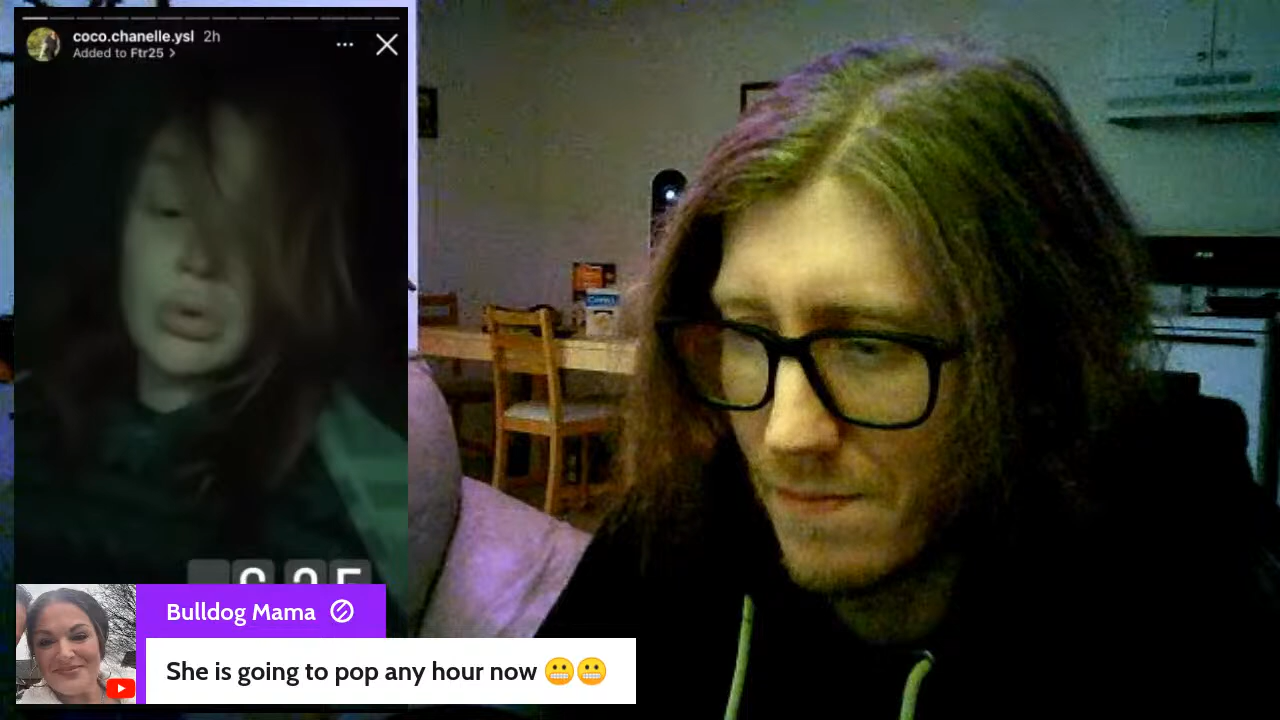 coco.chanelle.ysl 2h
Added to Ftr25 >
Bulldog Mama
She is going to pop any hour now 😬😬